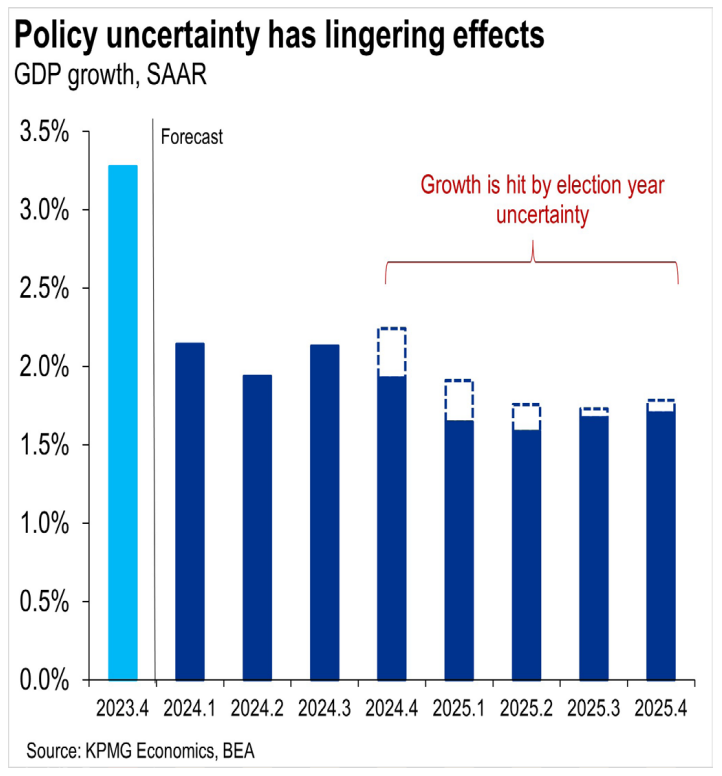 Policy uncertainty has lingering effects
GDP growth, SAAR
3.5%
Forecast
3.0%
Growth is hit by election year
uncertainty
2.5%
2.0%
1.5%
1.0%
0.5%
0.0%
2023.4 2024.1 2024.2 2024.3 2024.4 2025.1 2025.2 2025.3 2025.4
Source: KPMG Economics, BEA